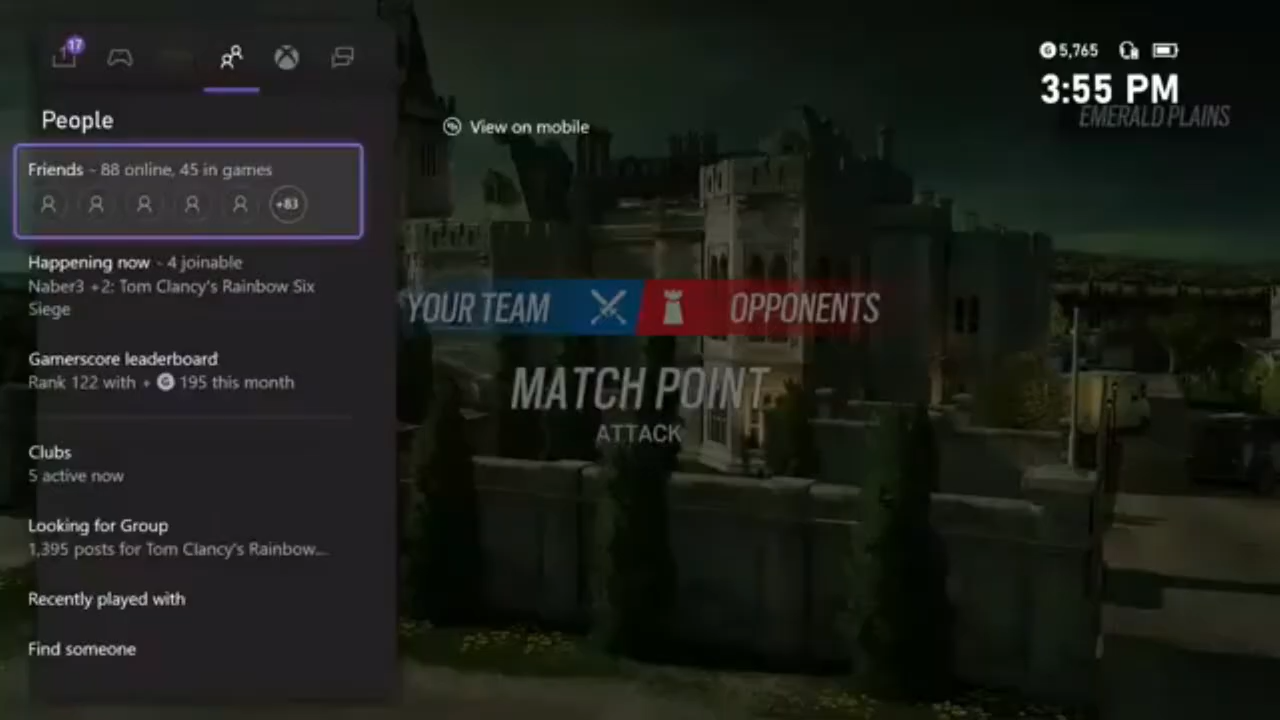 17
G 5,765
3:55 PM
EMERALD PLAINS
People
View on mobile
Friends - 88 online, 45 in games
+83
Happening now - 4 joinable
Naber3 +2: Tom Clancy's Rainbow Six
Siege
YOUR TEAM
OPPONENTS
MATCH POINT
ATTACK
Gamerscore leaderboard
Rank 122 with + G 195 this month
Clubs
5 active now
Looking for Group
1,395 posts for Tom Clancy's Rainbow...
Recently played with
Find someone